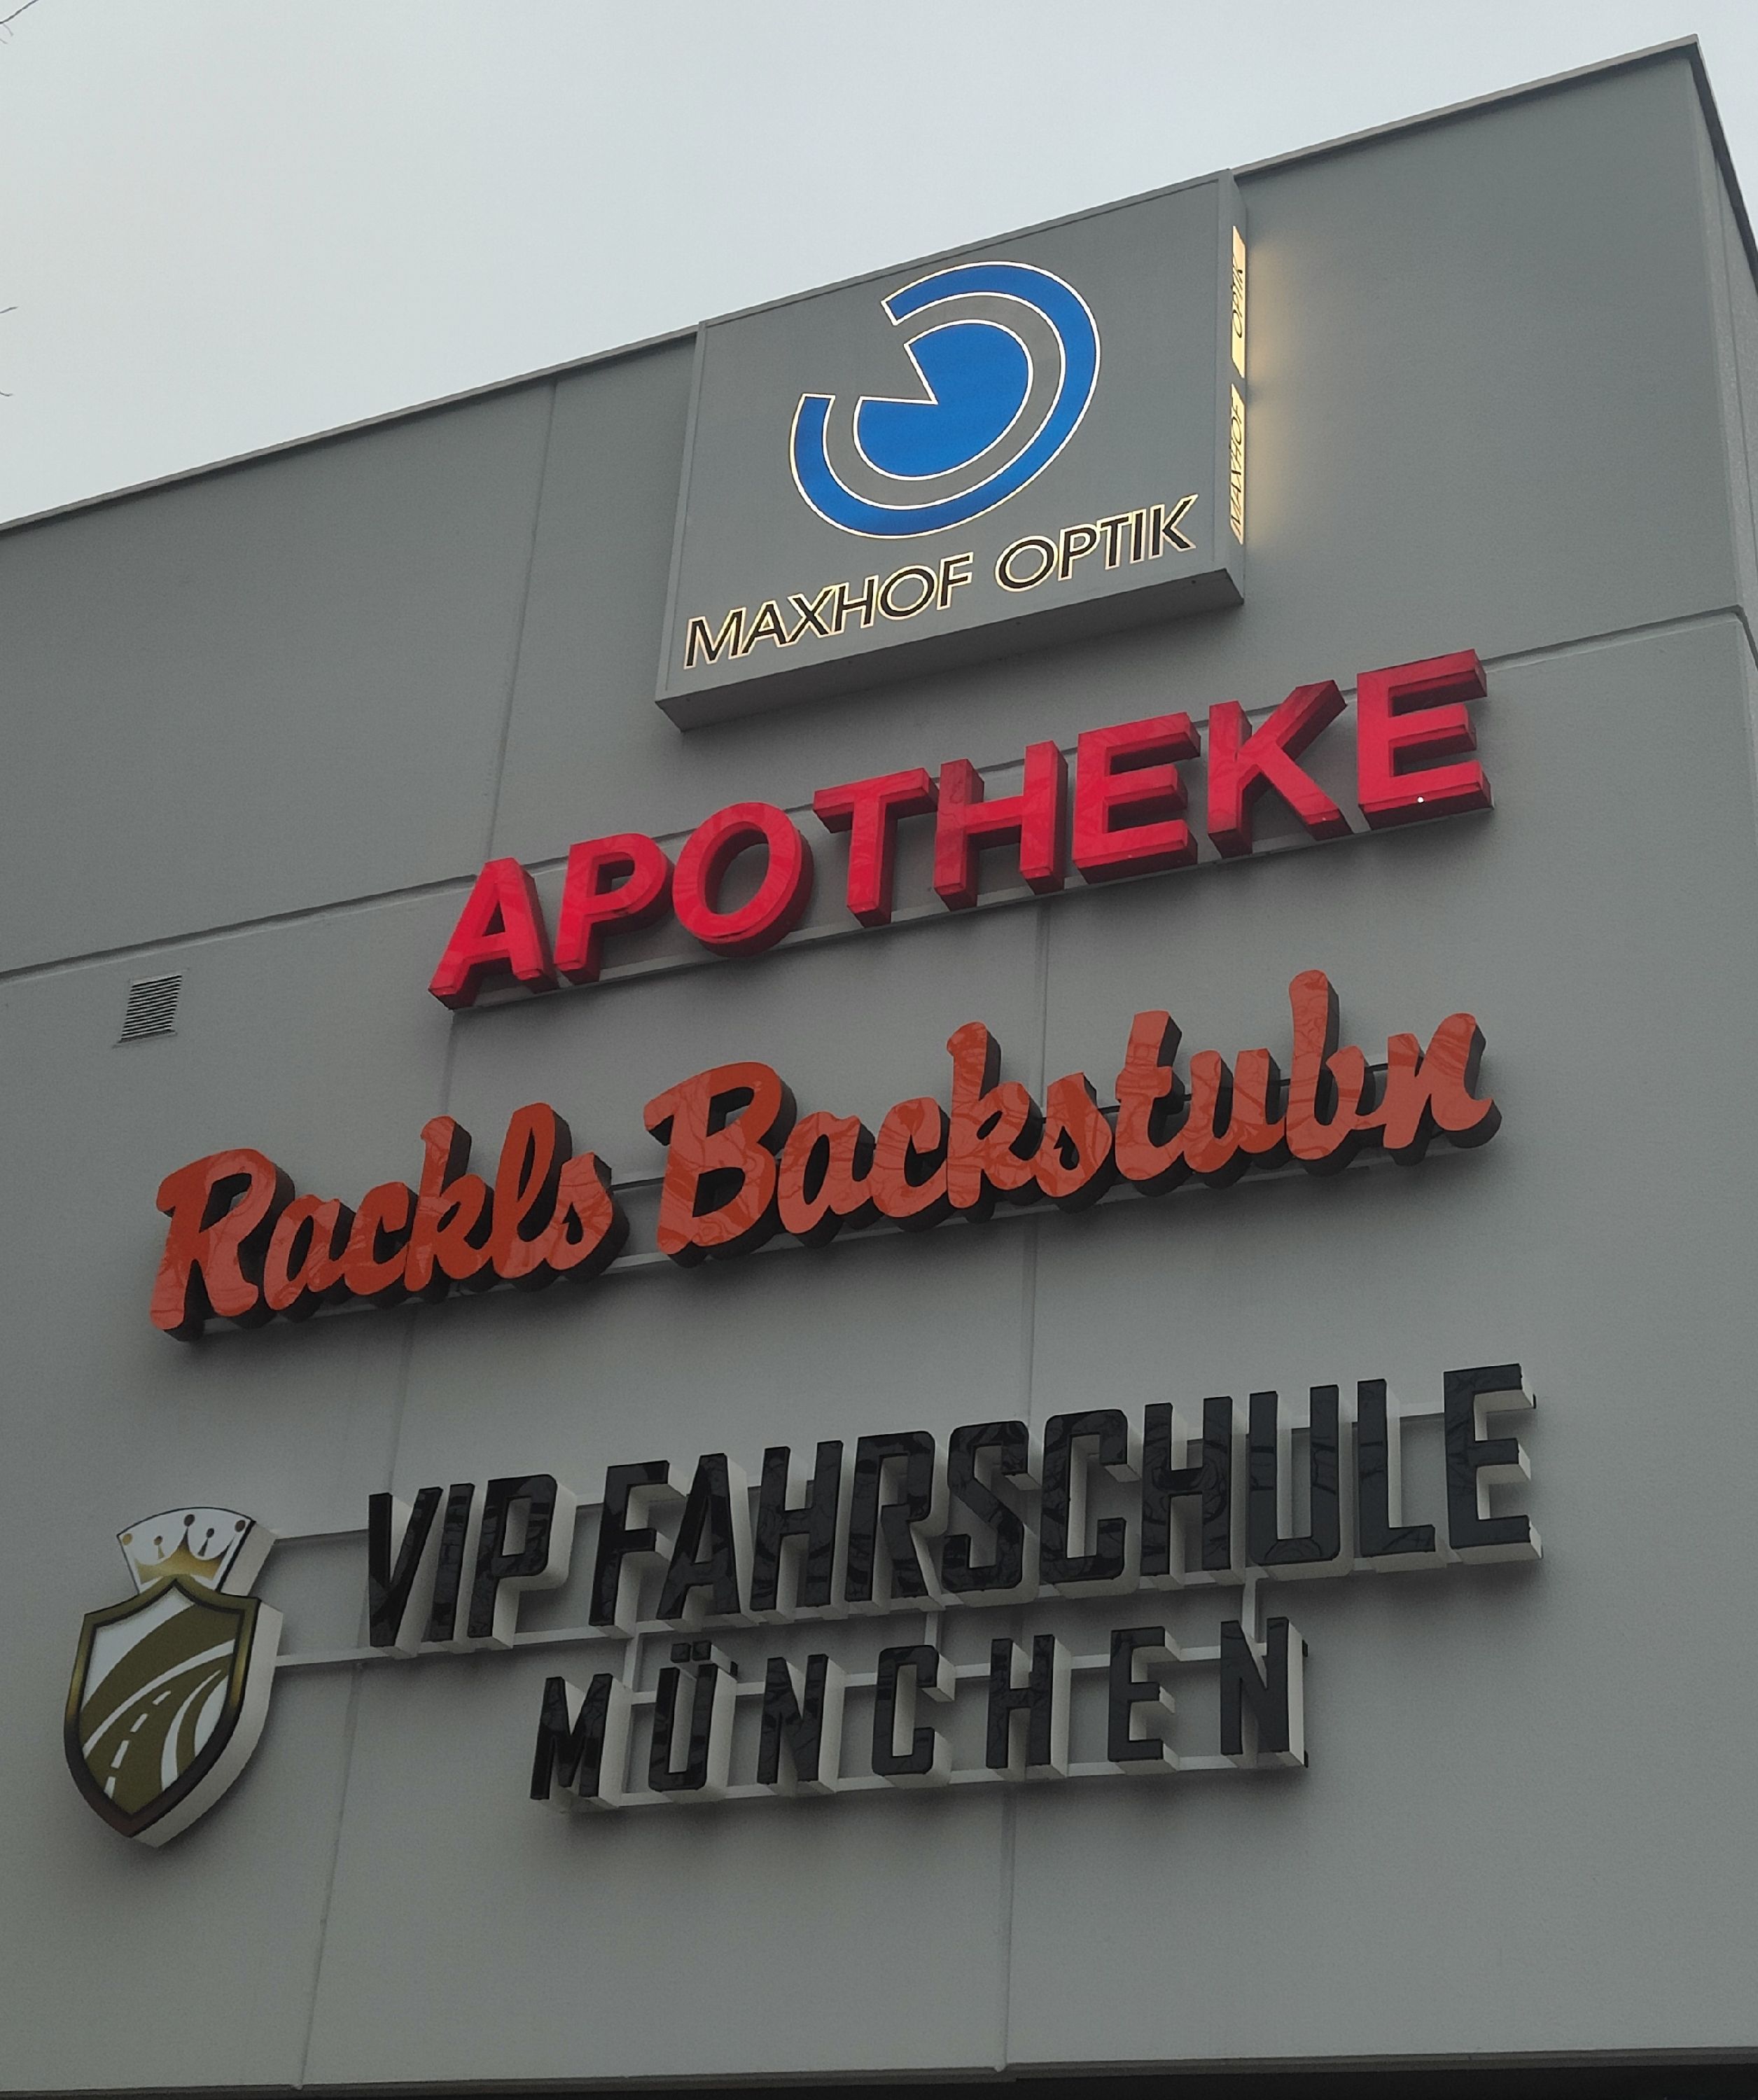 MAXHOF OPTIK
MAXHOF OPTIK
APOTHEKE
Rackls Backstubn
VIP FAHRSCHULE
MÜNCHEN